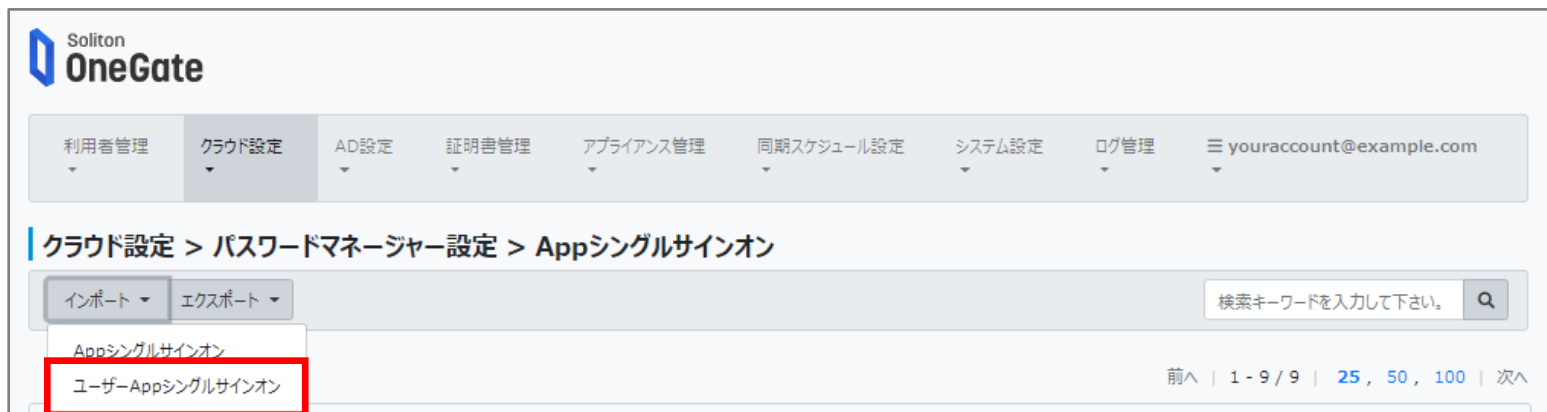 Soliton
OneGate
利用者管理 クラウド設定 AD設定 証明書管理 アプライアンス管理 同期スケジュール設定 システム設定 ログ管理 ☰ youraccount@example.com
クラウド設定 > パスワードマネージャー設定 > Appシングルサインオン
インポート エクスポート 検索キーワードを入力して下さい。
Appシングルサインオン
ユーザーAppシングルサインオン
前へ | 1 - 9 / 9 | 25 , 50 , 100 | 次へ